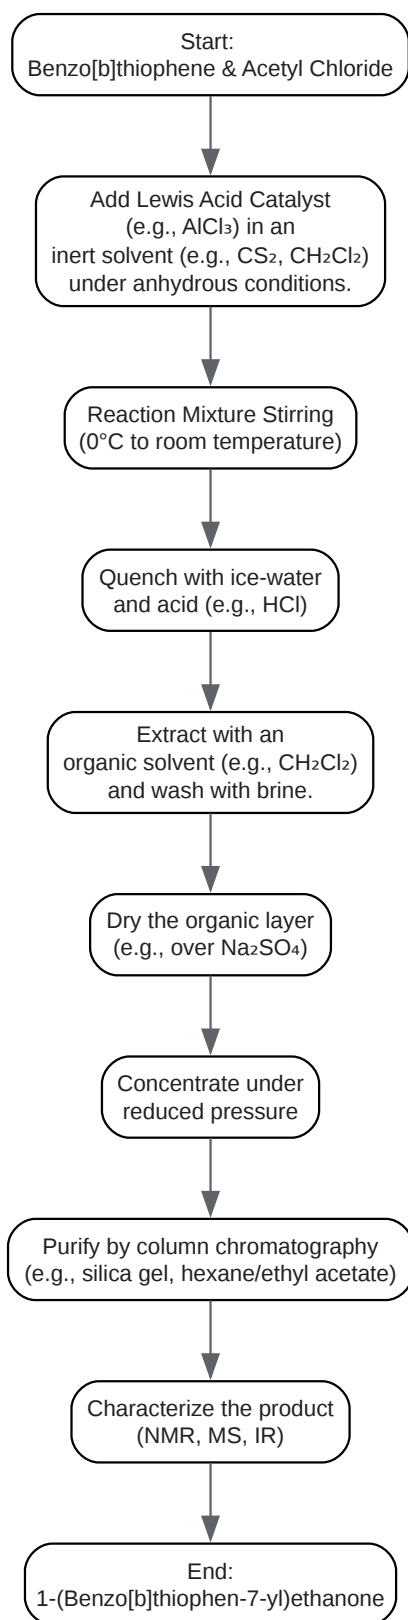 Start:
Benzo[b]thiophene & Acetyl Chloride
Add Lewis Acid Catalyst
(e.g., AlCl₃) in an
inert solvent (e.g., CS₂, CH₂Cl₂)
under anhydrous conditions.
Reaction Mixture Stirring
(0°C to room temperature)
Quench with ice-water
and acid (e.g., HCl)
Extract with an
organic solvent (e.g., CH₂Cl₂)
and wash with brine.
Dry the organic layer
(e.g., over Na₂SO₄)
Concentrate under
reduced pressure
Purify by column chromatography
(e.g., silica gel, hexane/ethyl acetate)
Characterize the product
(NMR, MS, IR)
End:
1-(Benzo[b]thiophen-7-yl)ethanone